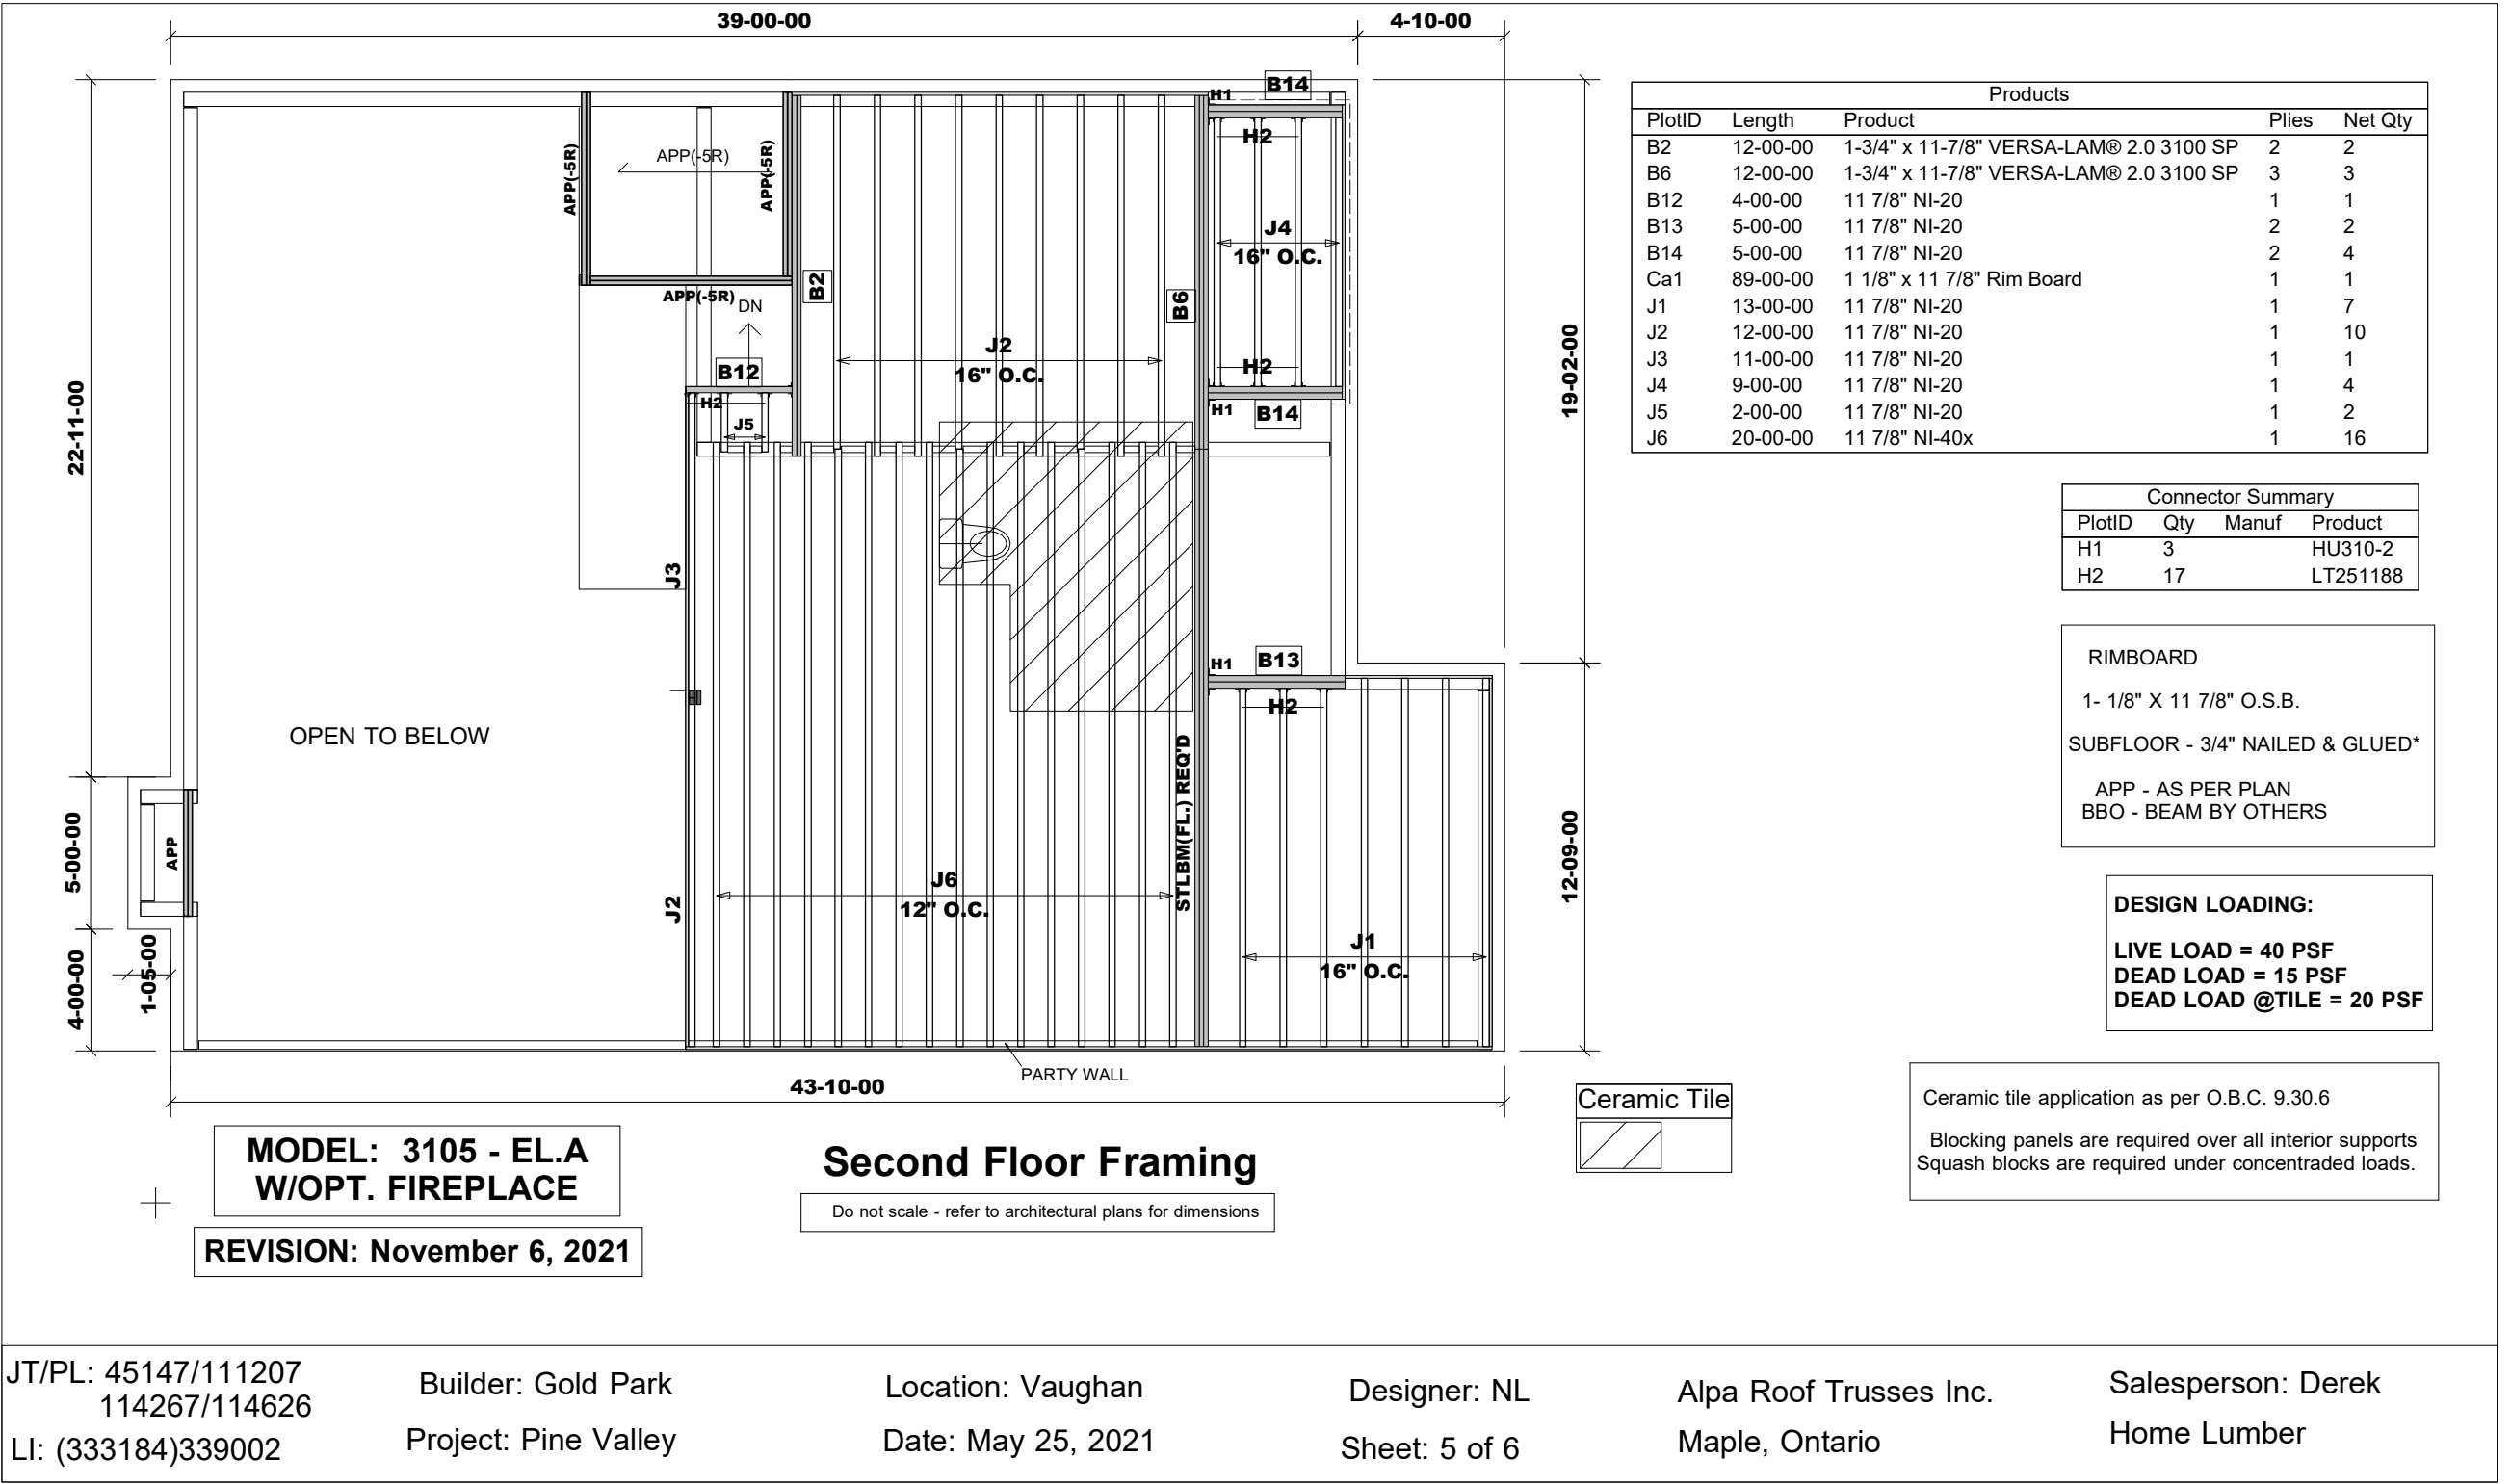 39-00-00
4-10-00
B14
H1
H2
APP(-5R)
APP(-5R)
APP(-5R)
J4
16" O.C.
B2
B6
APP(-5R)
DN
J2
16" O.C.
H2
B12
H2
J5
H1
B14
22-11-00
19-02-00
J3
H1
B13
H2
OPEN TO BELOW
STLBM(FL.) REQ'D
APP
5-00-00
12-09-00
J6
12" O.C.
J2
J1
16" O.C.
4-00-00
1-05-00
PARTY WALL
43-10-00
Products
PlotID Length Product Plies Net Qty
B2 12-00-00 1-3/4" x 11-7/8" VERSA-LAM® 2.0 3100 SP 2 2
B6 12-00-00 1-3/4" x 11-7/8" VERSA-LAM® 2.0 3100 SP 3 3
B12 4-00-00 11 7/8" NI-20 1 1
B13 5-00-00 11 7/8" NI-20 2 2
B14 5-00-00 11 7/8" NI-20 2 4
Ca1 89-00-00 1 1/8" x 11 7/8" Rim Board 1 1
J1 13-00-00 11 7/8" NI-20 1 7
J2 12-00-00 11 7/8" NI-20 1 10
J3 11-00-00 11 7/8" NI-20 1 1
J4 9-00-00 11 7/8" NI-20 1 4
J5 2-00-00 11 7/8" NI-20 1 2
J6 20-00-00 11 7/8" NI-40x 1 16
Connector Summary
PlotID Qty Manuf Product
H1 3 HU310-2
H2 17 LT251188
RIMBOARD
1- 1/8" X 11 7/8" O.S.B.
SUBFLOOR - 3/4" NAILED & GLUED*
APP - AS PER PLAN
BBO - BEAM BY OTHERS
DESIGN LOADING:
LIVE LOAD = 40 PSF
DEAD LOAD = 15 PSF
DEAD LOAD @TILE = 20 PSF
Ceramic Tile
Ceramic tile application as per O.B.C. 9.30.6
Blocking panels are required over all interior supports
Squash blocks are required under concentraded loads.
MODEL: 3105 - EL.A
W/OPT. FIREPLACE
REVISION: November 6, 2021
Second Floor Framing
Do not scale - refer to architectural plans for dimensions
JT/PL: 45147/111207
114267/114626
LI: (333184)339002
Builder: Gold Park
Project: Pine Valley
Location: Vaughan
Date: May 25, 2021
Designer: NL
Sheet: 5 of 6
Alpa Roof Trusses Inc.
Maple, Ontario
Salesperson: Derek
Home Lumber